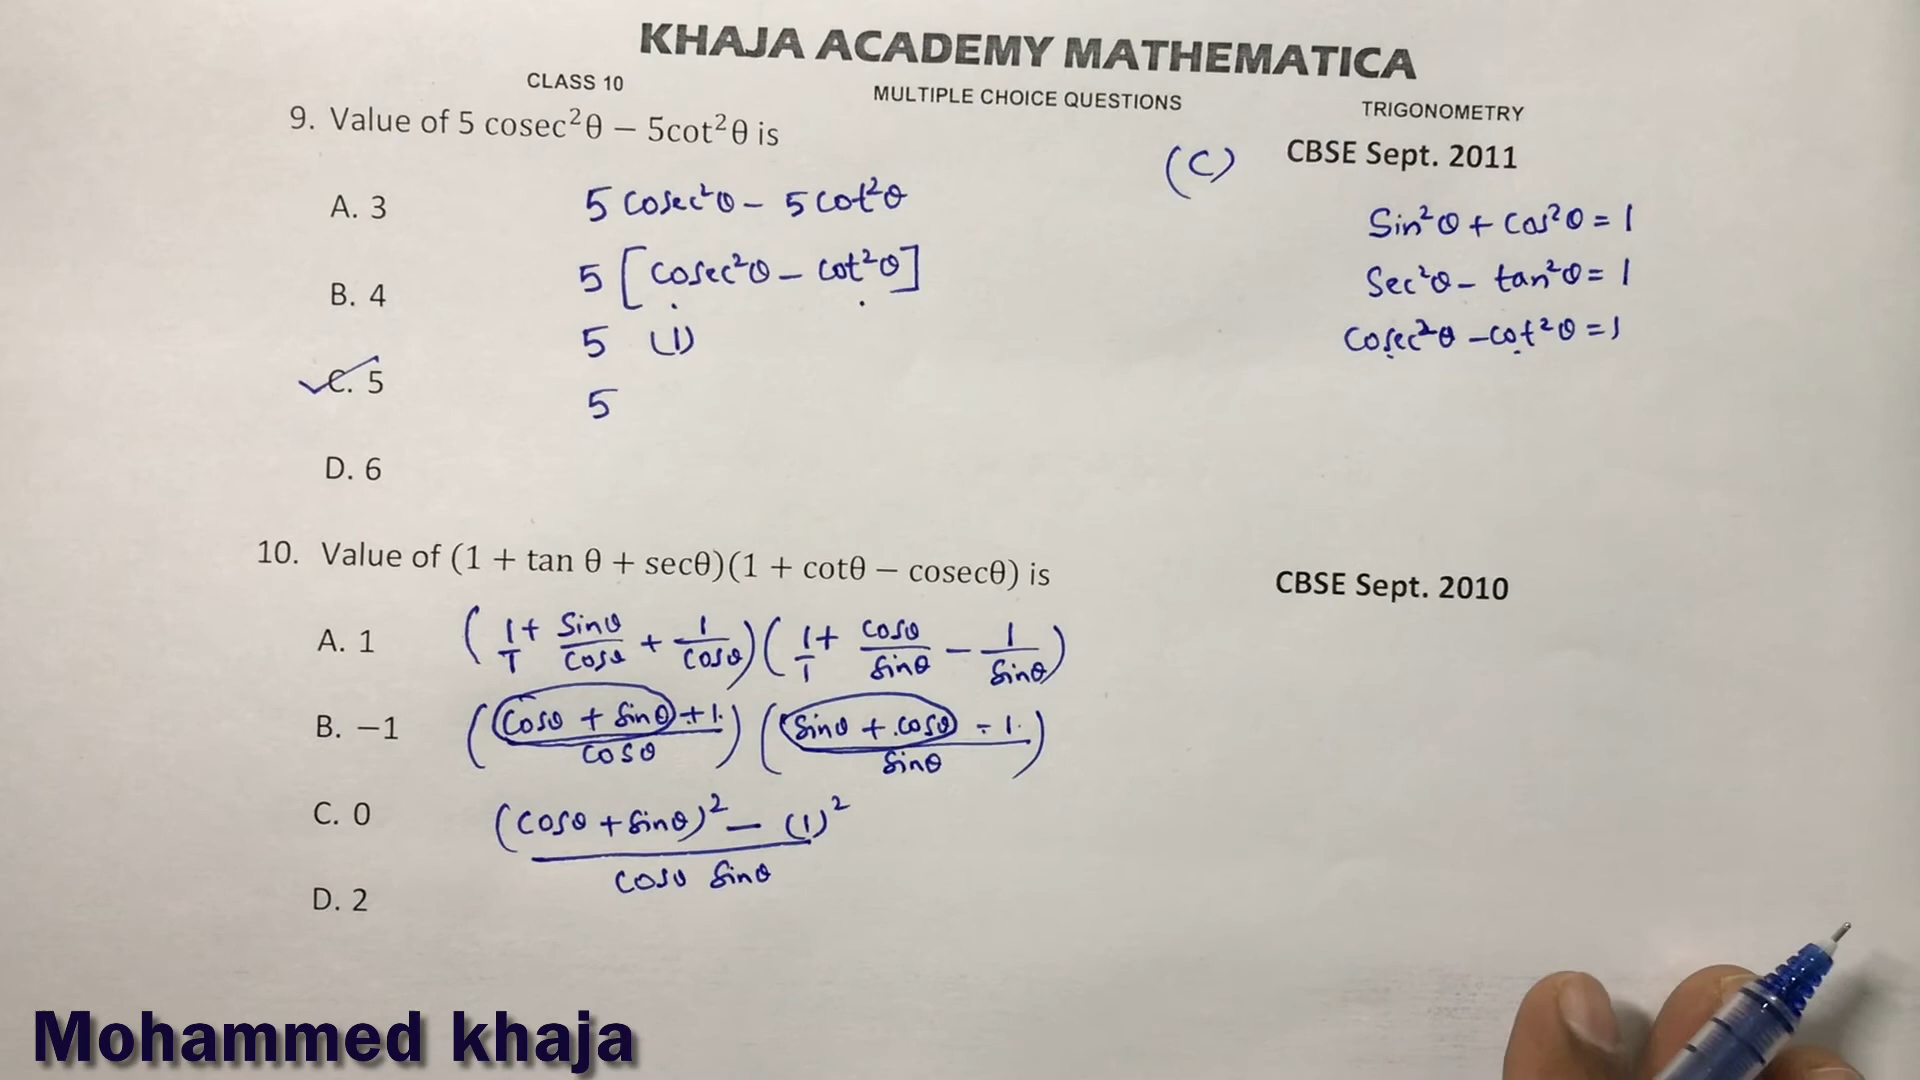 KHAJA ACADEMY MATHEMATICA
CLASS 10 MULTIPLE CHOICE QUESTIONS TRIGONOMETRY
9. Value of 5 cosec²θ − 5cot²θ is
CBSE Sept. 2011
(C)
A. 3
B. 4
C. 5
D. 6
5 cosec²θ − 5 cot²θ
5 [cosec²θ − cot²θ]
5 (1)
5
Sin²θ + cos²θ = 1
Sec²θ − tan²θ = 1
Cosec²θ − cot²θ = 1
10. Value of (1 + tan θ + secθ)(1 + cotθ − cosecθ) is
CBSE Sept. 2010
A. 1
B. −1
C. 0
D. 2
(1/1 + Sinθ/Cosθ + 1/Cosθ) (1/1 + Cosθ/Sinθ − 1/Sinθ)
((Cosθ + Sinθ + 1)/Cosθ) ((Sinθ + Cosθ − 1)/Sinθ)
((Cosθ + Sinθ)² − (1)²)/(Cosθ Sinθ)
Mohammed khaja